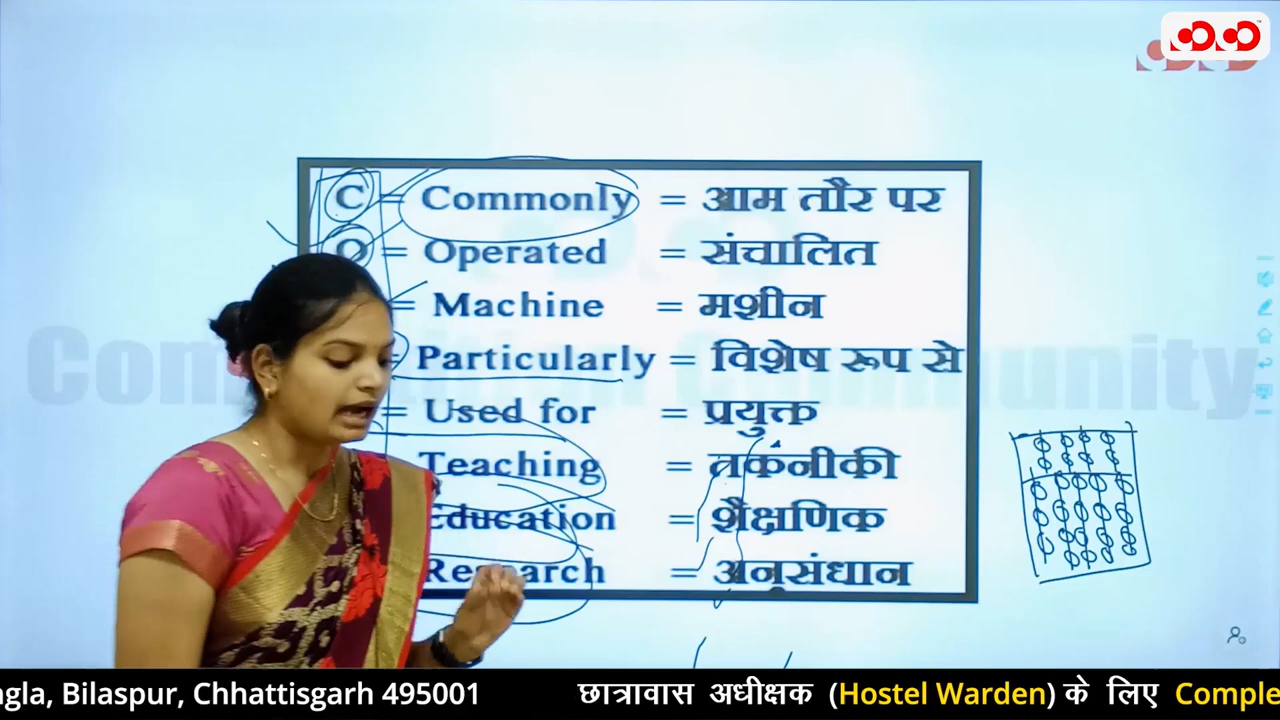 C = Commonly = आम तौर पर
O = Operated = संचालित
= Machine = मशीन
= Particularly = विशेष रूप से
= Used for = प्रयुक्त
Teaching = तकनीकी
Education = शैक्षणिक
Research = अनुसंधान
ngla, Bilaspur, Chhattisgarh 495001 छात्रावास अधीक्षक (Hostel Warden) के लिए Comple